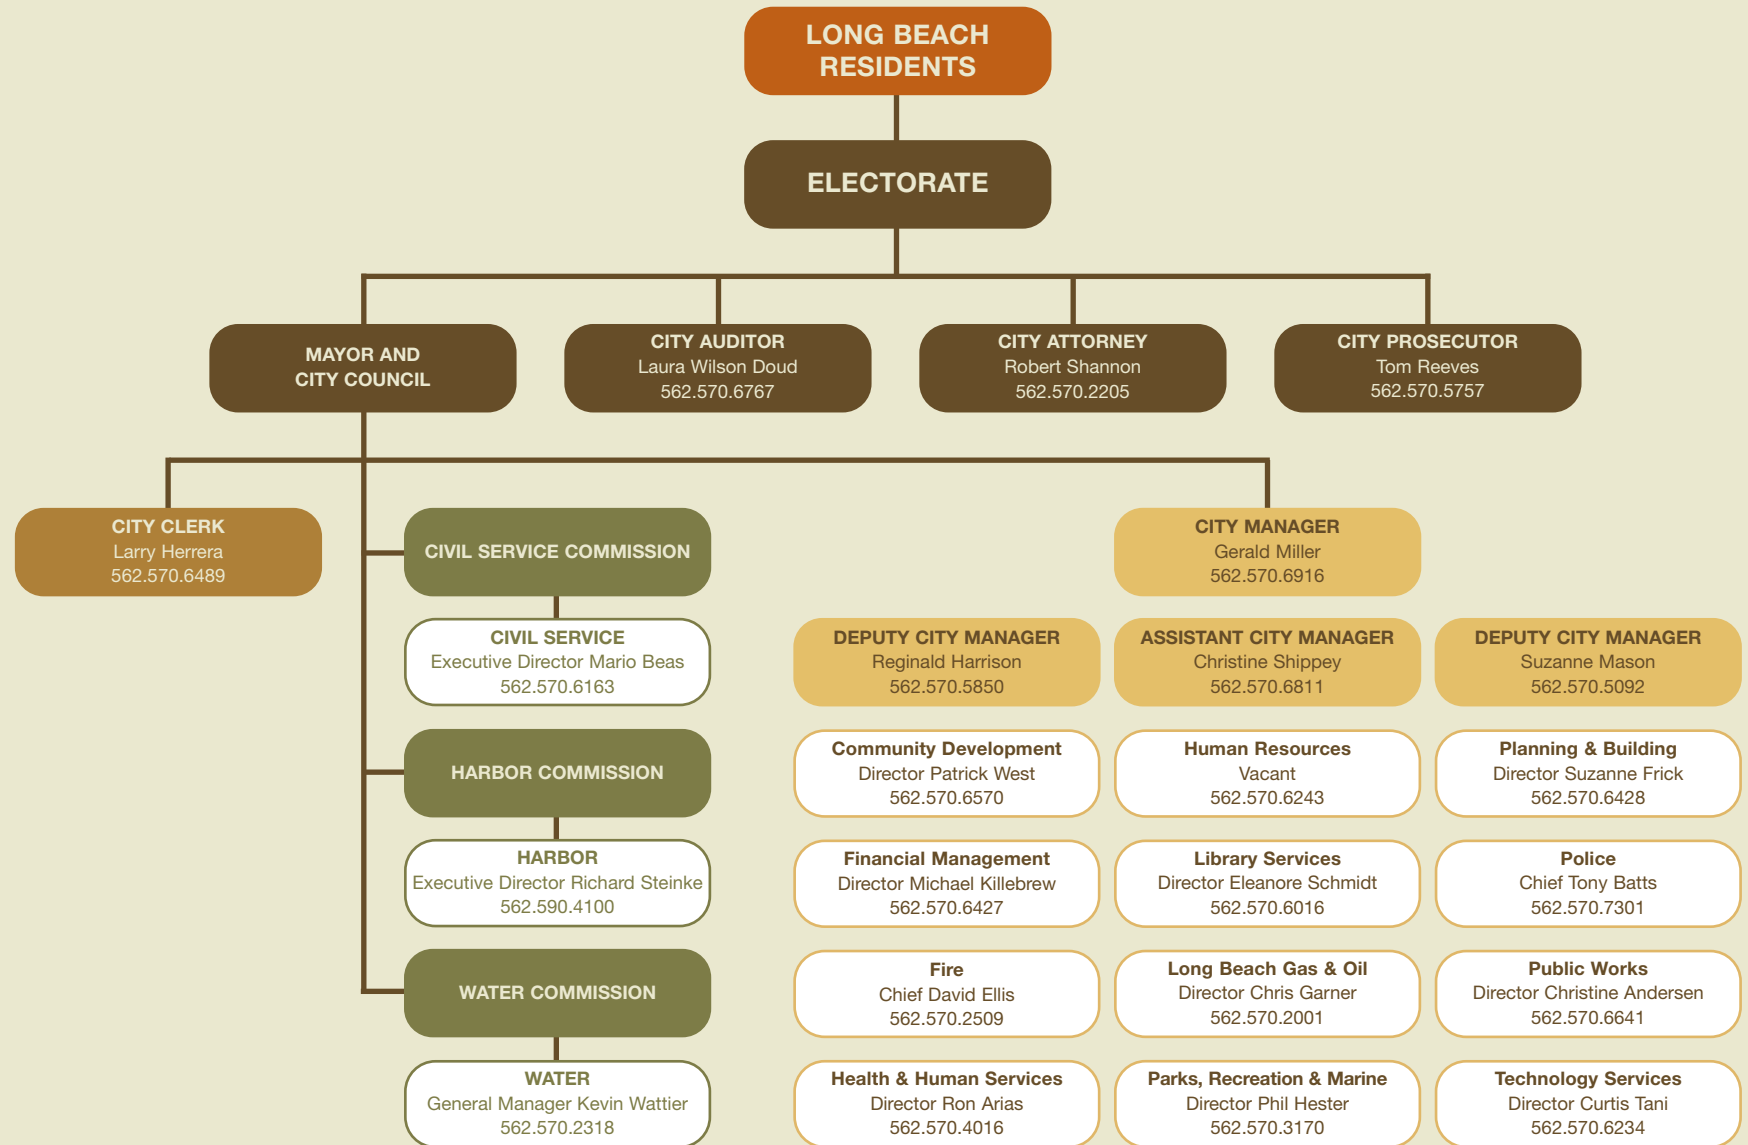 LONG BEACH
RESIDENTS
ELECTORATE
MAYOR AND
CITY COUNCIL
CITY AUDITOR
Laura Wilson Doud
562.570.6767
CITY ATTORNEY
Robert Shannon
562.570.2205
CITY PROSECUTOR
Tom Reeves
562.570.5757
CITY CLERK
Larry Herrera
562.570.6489
CIVIL SERVICE COMMISSION
CIVIL SERVICE
Executive Director Mario Beas
562.570.6163
HARBOR COMMISSION
HARBOR
Executive Director Richard Steinke
562.590.4100
WATER COMMISSION
WATER
General Manager Kevin Wattier
562.570.2318
CITY MANAGER
Gerald Miller
562.570.6916
DEPUTY CITY MANAGER
Reginald Harrison
562.570.5850
ASSISTANT CITY MANAGER
Christine Shippey
562.570.6811
DEPUTY CITY MANAGER
Suzanne Mason
562.570.5092
Community Development
Director Patrick West
562.570.6570
Human Resources
Vacant
562.570.6243
Planning & Building
Director Suzanne Frick
562.570.6428
Financial Management
Director Michael Killebrew
562.570.6427
Library Services
Director Eleanore Schmidt
562.570.6016
Police
Chief Tony Batts
562.570.7301
Fire
Chief David Ellis
562.570.2509
Long Beach Gas & Oil
Director Chris Garner
562.570.2001
Public Works
Director Christine Andersen
562.570.6641
Health & Human Services
Director Ron Arias
562.570.4016
Parks, Recreation & Marine
Director Phil Hester
562.570.3170
Technology Services
Director Curtis Tani
562.570.6234